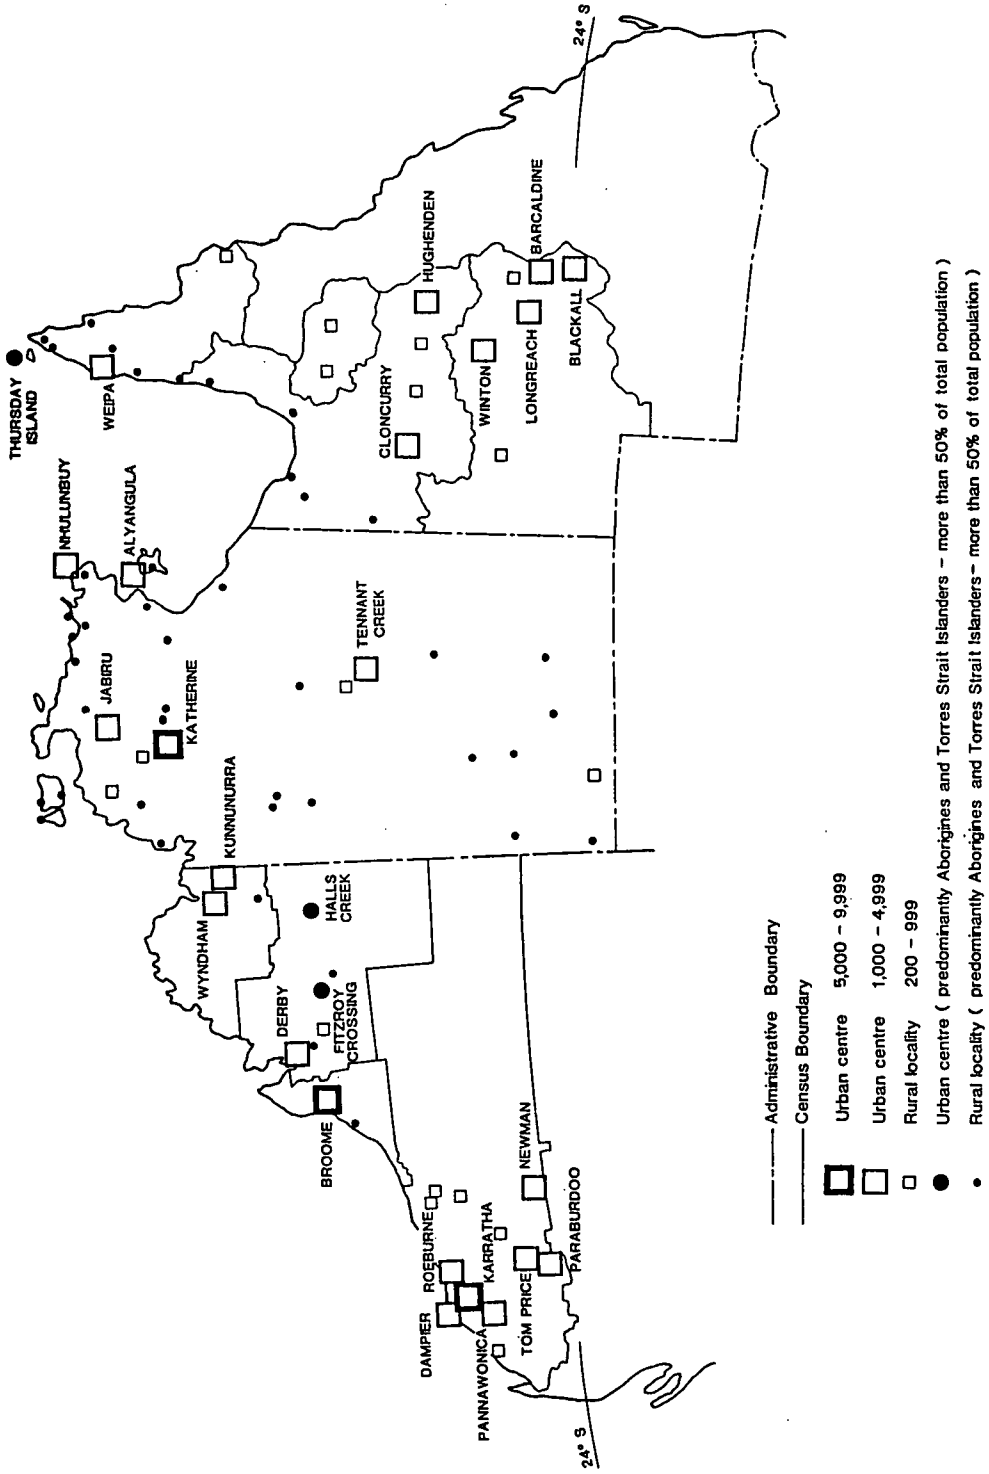 THURSDAY
ISLAND
WEIPA
NHULUNBUY
ALYANGULA
JABIRU
KATHERINE
KUNNUNURRA
WYNDHAM
HALLS
CREEK
DERBY
FITZROY
CROSSING
BROOME
TENNANT
CREEK
CLONCURRY
HUGHENDEN
WINTON
LONGREACH
BARCALDINE
BLACKALL
ROEBURNE
DAMPIER
KARRATHA
PANNAWONICA
TOM PRICE
PARABURDOO
NEWMAN
24° S
24° S
Administrative Boundary
Census Boundary
Urban centre 5,000 – 9,999
Urban centre 1,000 – 4,999
Rural locality 200 – 999
Urban centre ( predominantly Aborigines and Torres Strait Islanders – more than 50% of total population )
Rural locality ( predominantly Aborigines and Torres Strait Islanders – more than 50% of total population )